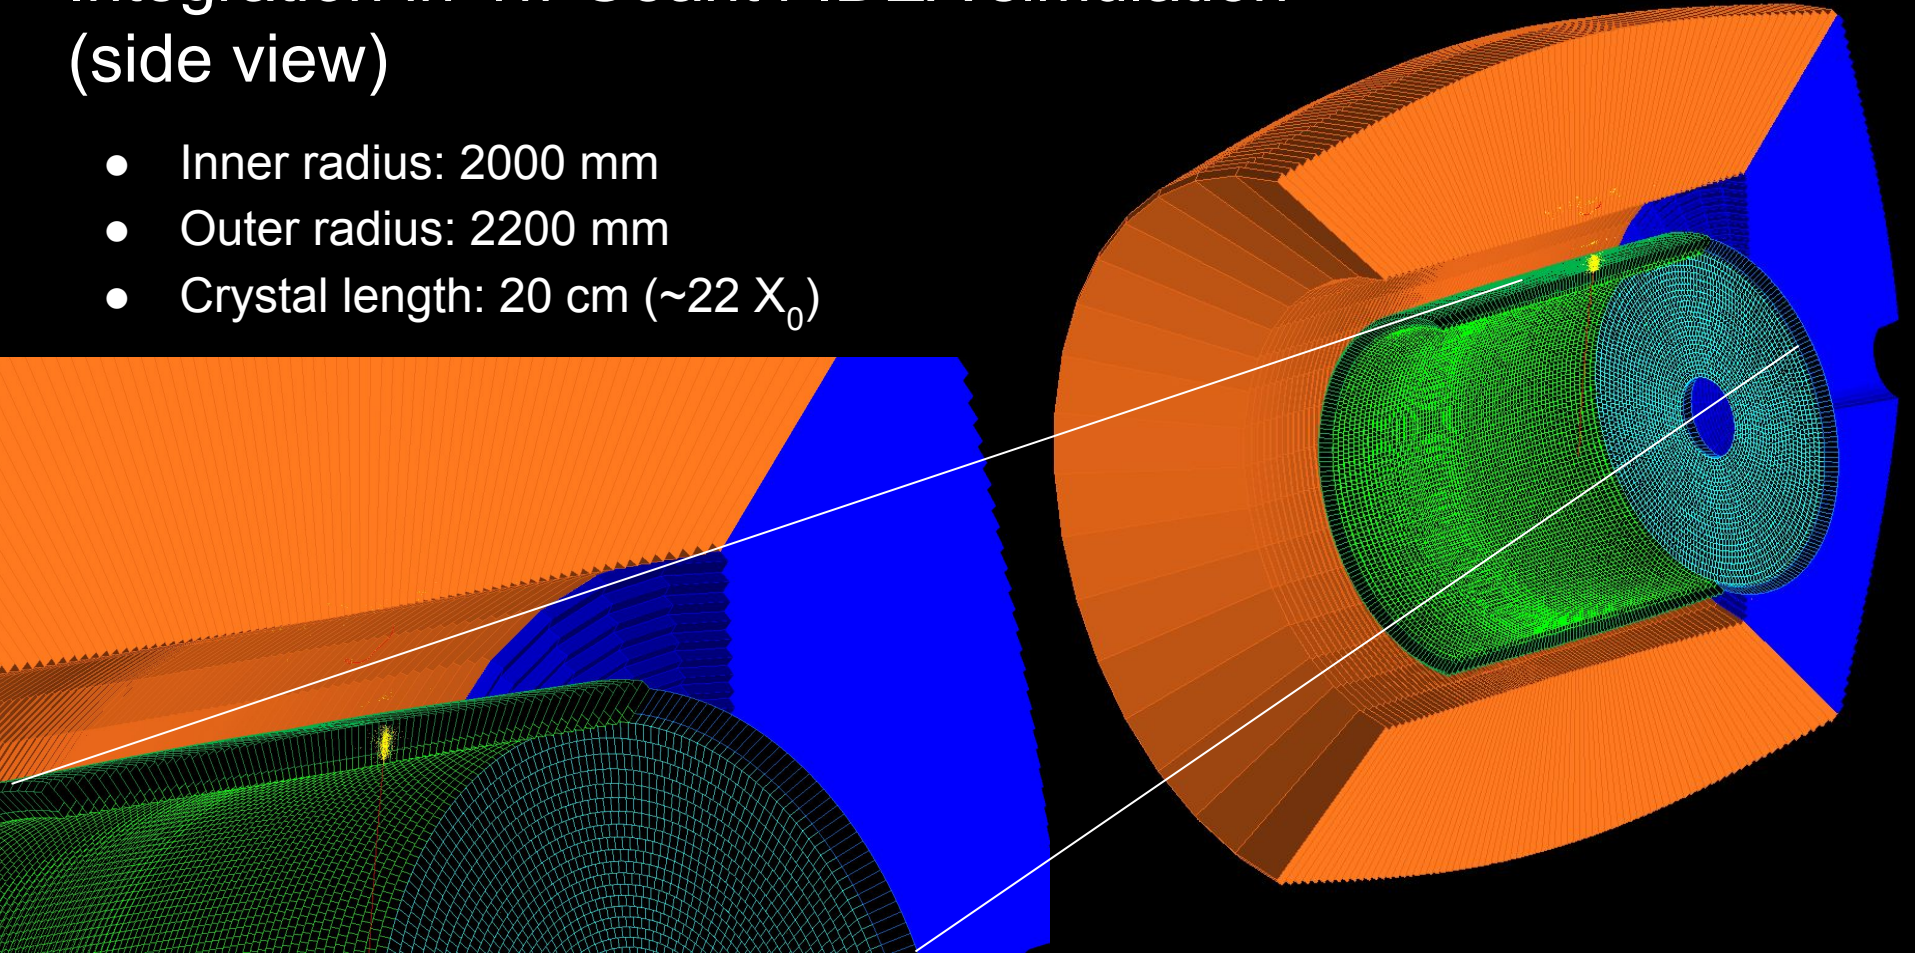 (side view)
● Inner radius: 2000 mm
● Outer radius: 2200 mm
● Crystal length: 20 cm (~22 X₀)